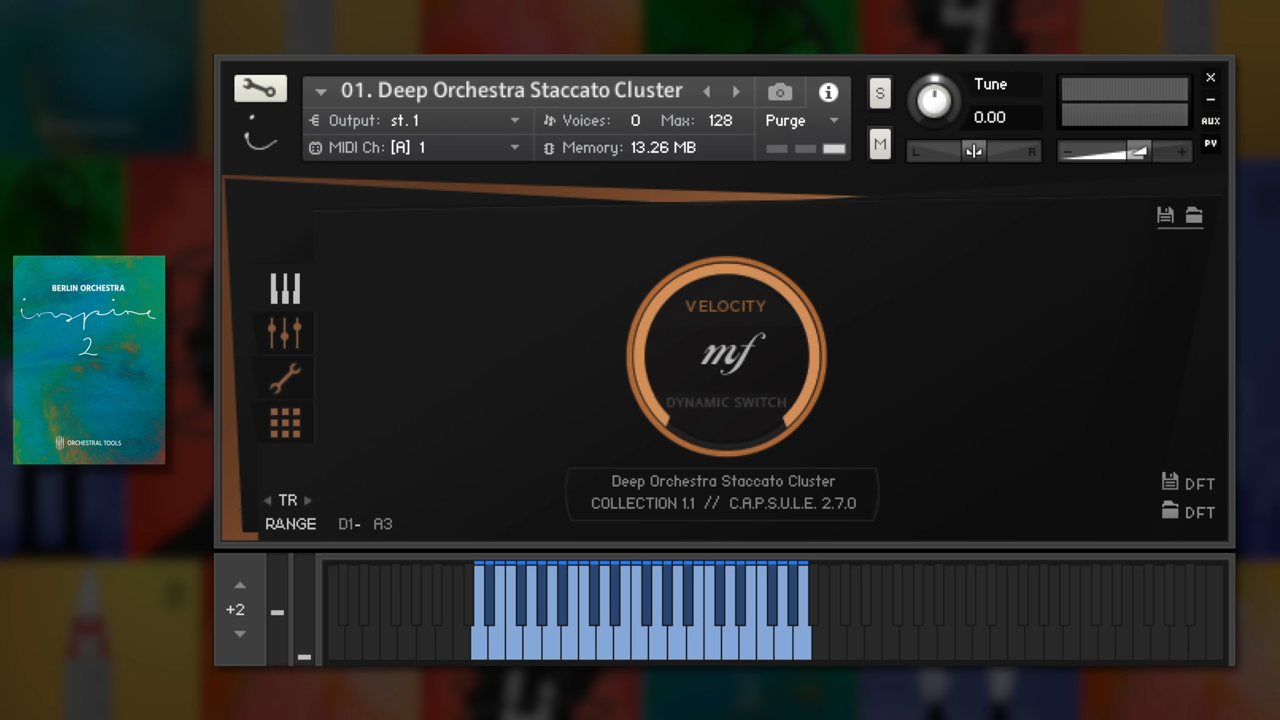 01. Deep Orchestra Staccato Cluster
Output: st. 1
Voices: 0 Max: 128
Purge
MIDI Ch: [A] 1
Memory: 13.26 MB
S
M
Tune
0.00
L R
- +
AUX
PV
BERLIN ORCHESTRA
inspire
2
ORCHESTRAL TOOLS
VELOCITY
mf
DYNAMIC SWITCH
Deep Orchestra Staccato Cluster
COLLECTION 1.1 // C.A.P.S.U.L.E. 2.7.0
TR
RANGE D1- A3
DFT
DFT
+2